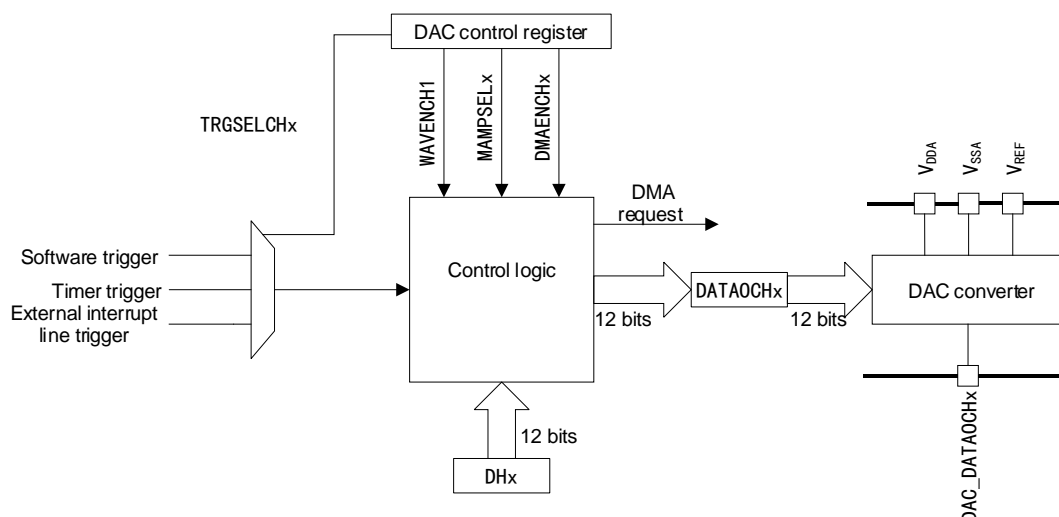 DAC control register
TRGSELCHx
WAVENCH1
MAMPSELx
DMAENCHx
VDDA
VSSA
VREF
DMA
request
Software trigger
Timer trigger
External interrupt
line trigger
Control logic
12 bits
DATAOCHx
12 bits
DAC converter
12 bits
DHx
DAC_DATAOCHx